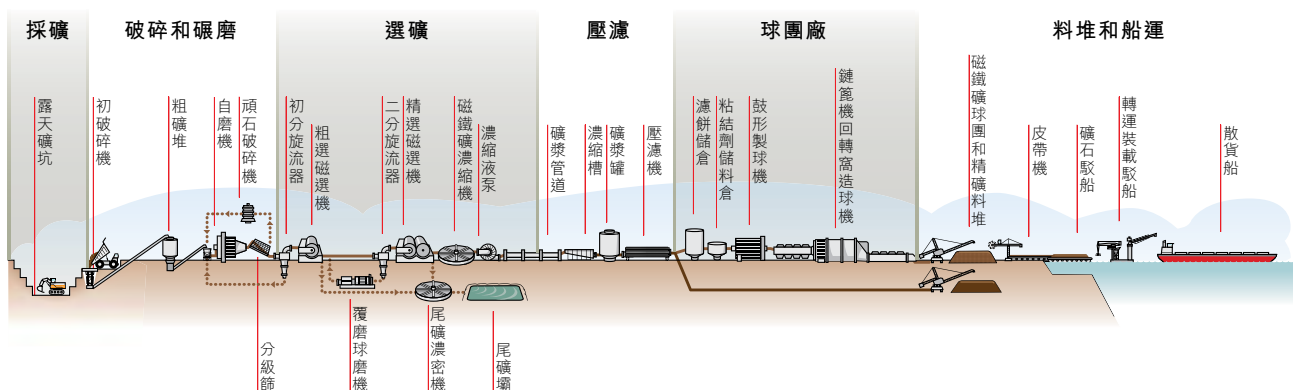 採礦
破碎和碾磨
選礦
壓濾
球團廠
料堆和船運
露天礦坑
初破碎機
粗礦堆
自磨機
頑石破碎機
初分旋流器
粗選磁選機
二分旋流器
精選磁選機
磁鐵礦濃縮機
濃縮液泵
礦漿管道
濃縮槽
礦漿罐
壓濾機
濾餅儲倉
粘結劑儲料倉
鼓形製球機
鏈篦機回轉窩造球機
磁鐵礦球團和精礦料堆
皮帶機
礦石駁船
轉運裝載駁船
散貨船
分級篩
覆磨球磨機
尾礦濃密機
尾礦壩